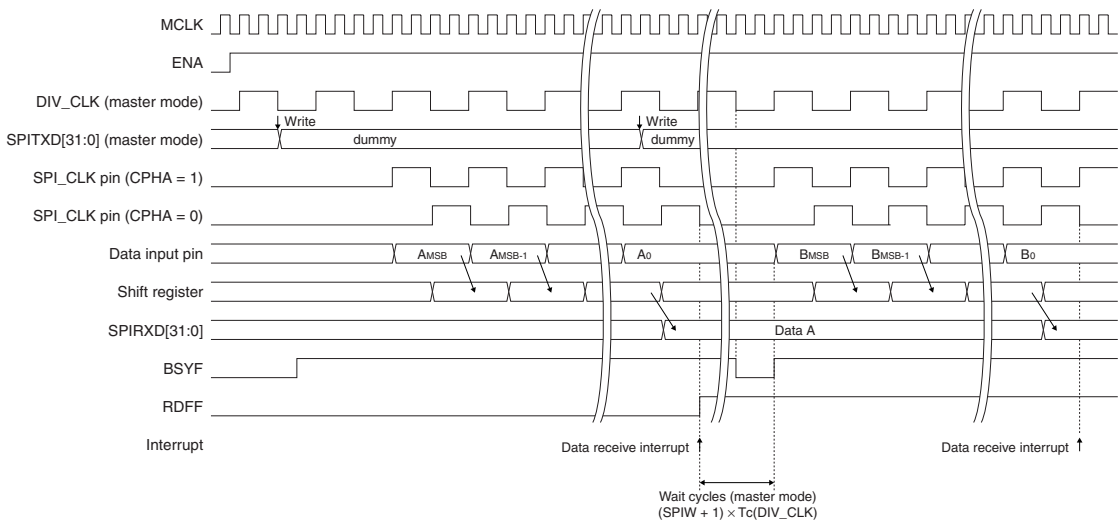 MCLK
ENA
DIV_CLK (master mode)
Write Write
SPITXD[31:0] (master mode) dummy dummy
SPI_CLK pin (CPHA = 1)
SPI_CLK pin (CPHA = 0)
Data input pin AMSB AMSB-1 A0 BMSB BMSB-1 B0
Shift register
SPIRXD[31:0] Data A
BSYF
RDFF
Interrupt Data receive interrupt Data receive interrupt
Wait cycles (master mode)
(SPIW + 1) × Tc(DIV_CLK)